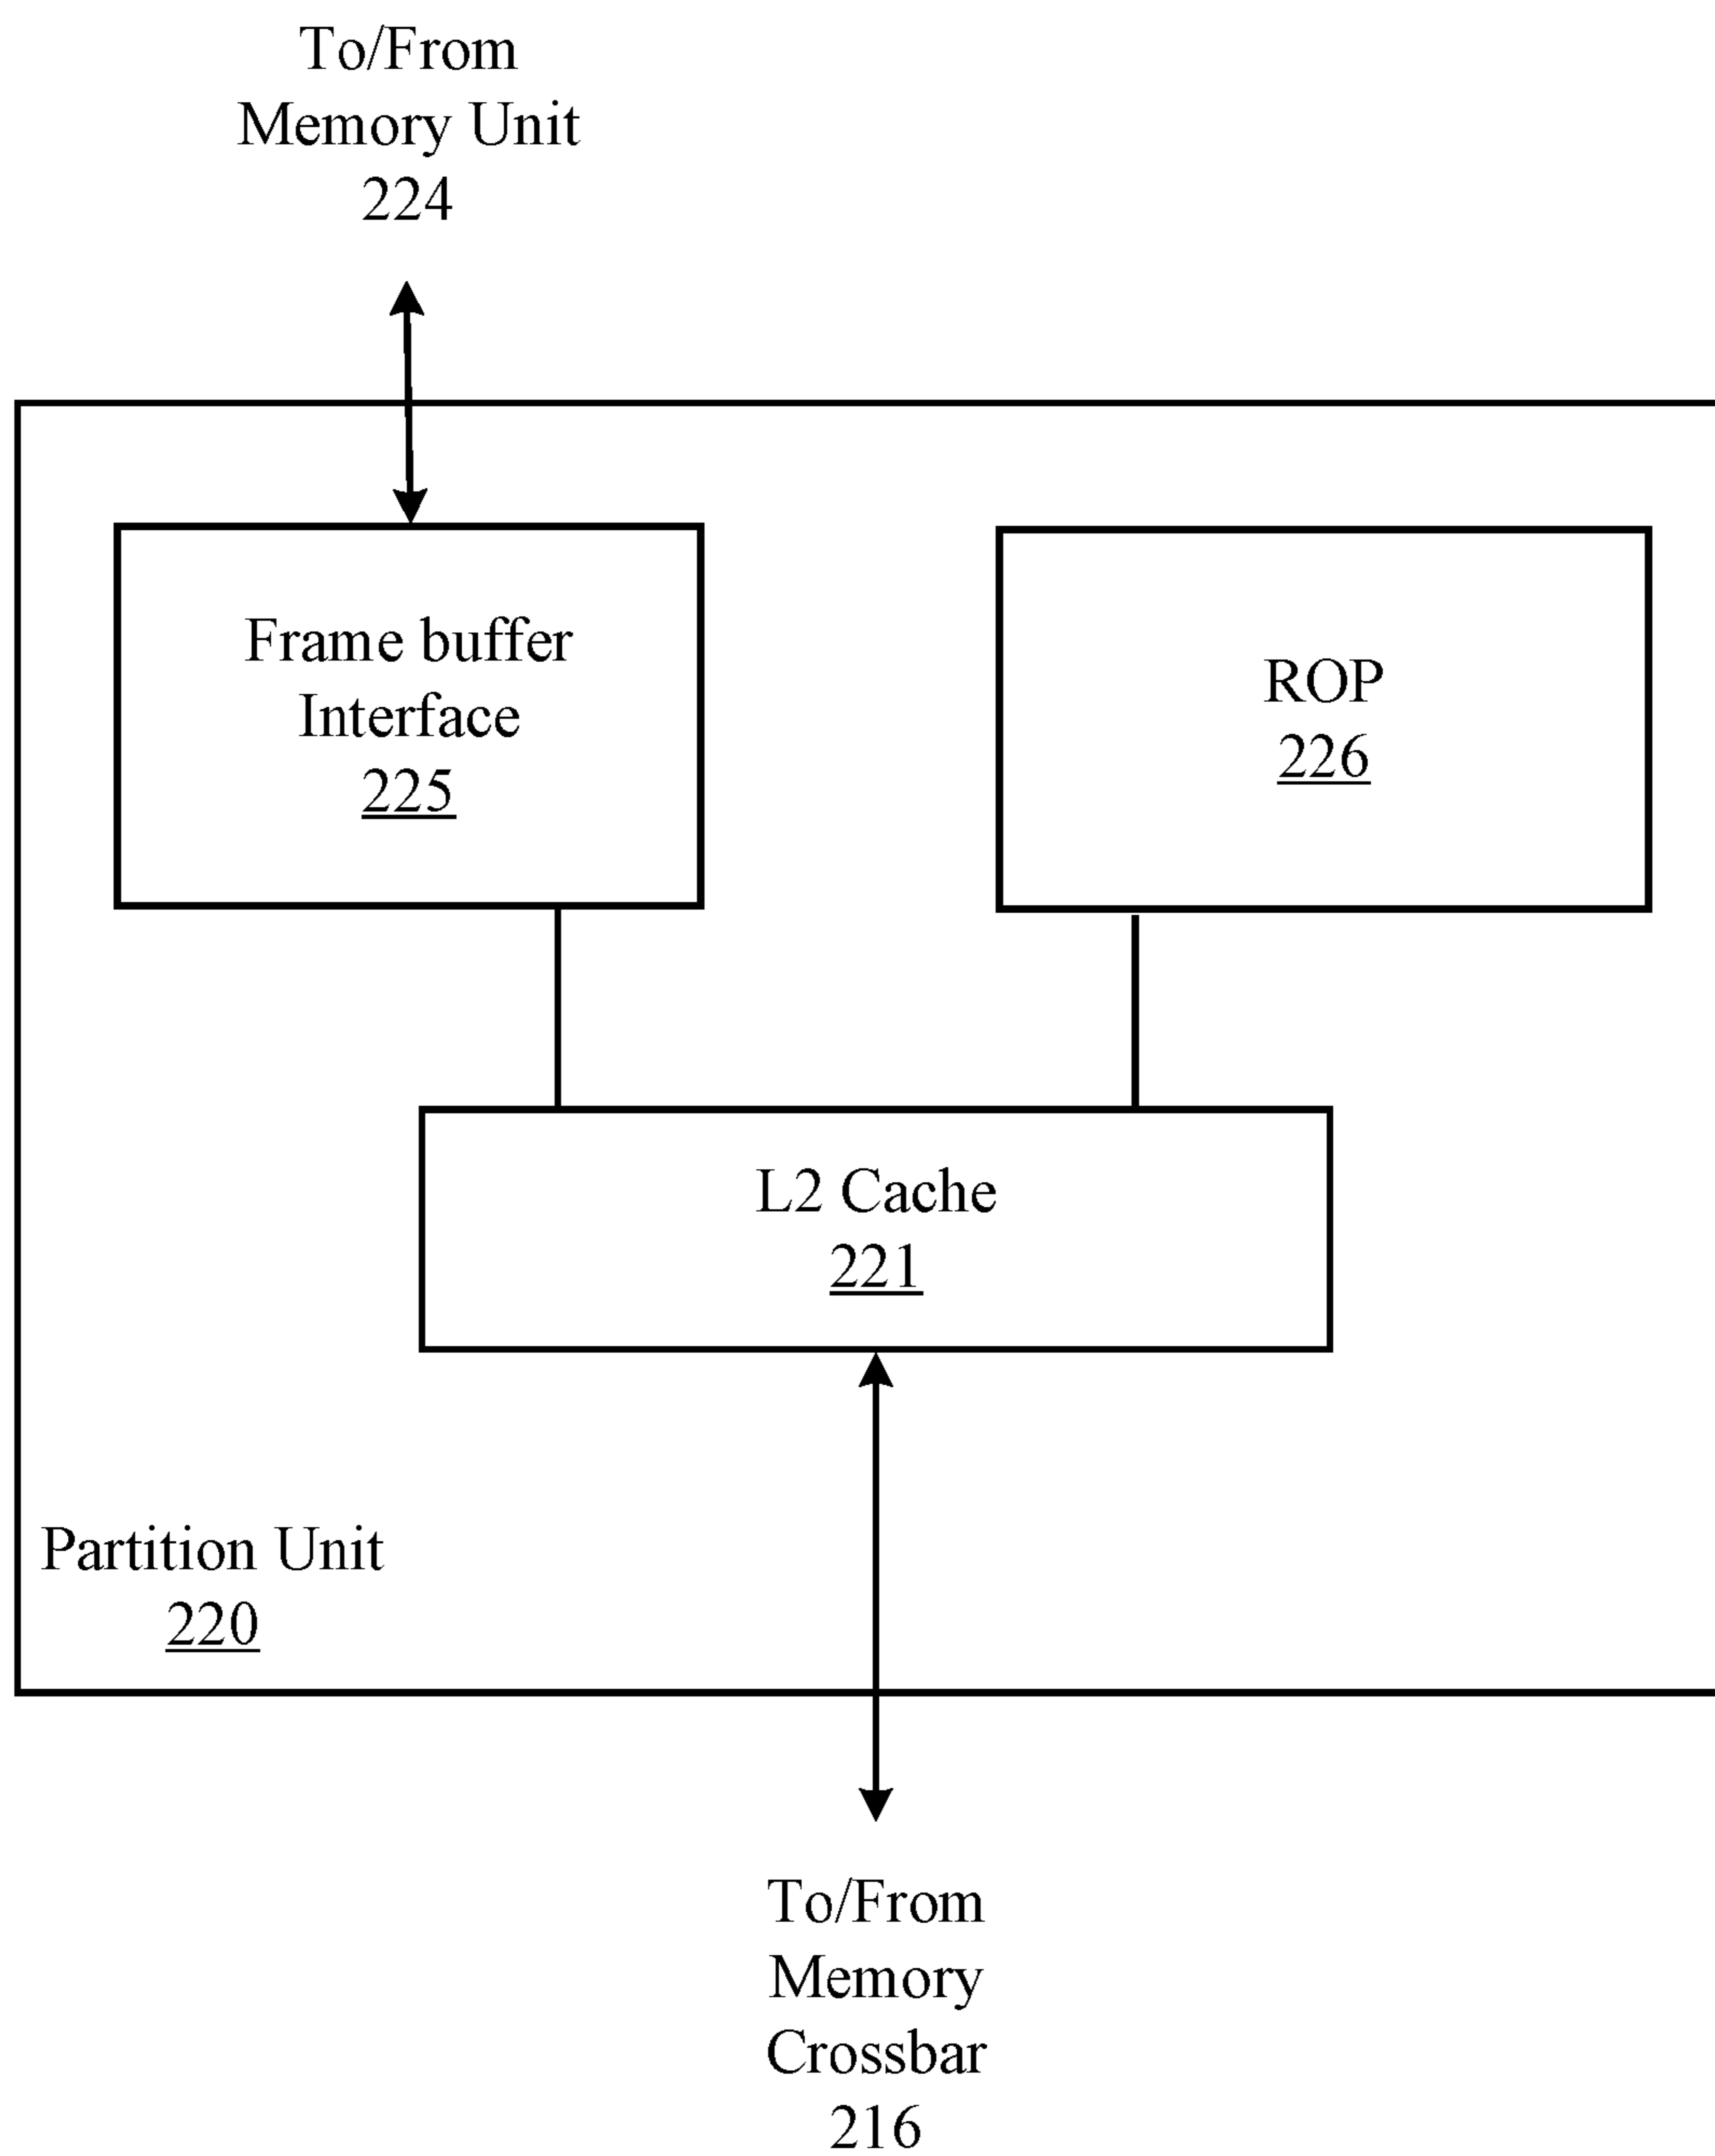 To/From
Memory Unit
224
Frame buffer
Interface
225
ROP
226
L2 Cache
221
Partition Unit
220
To/From
Memory
Crossbar
216